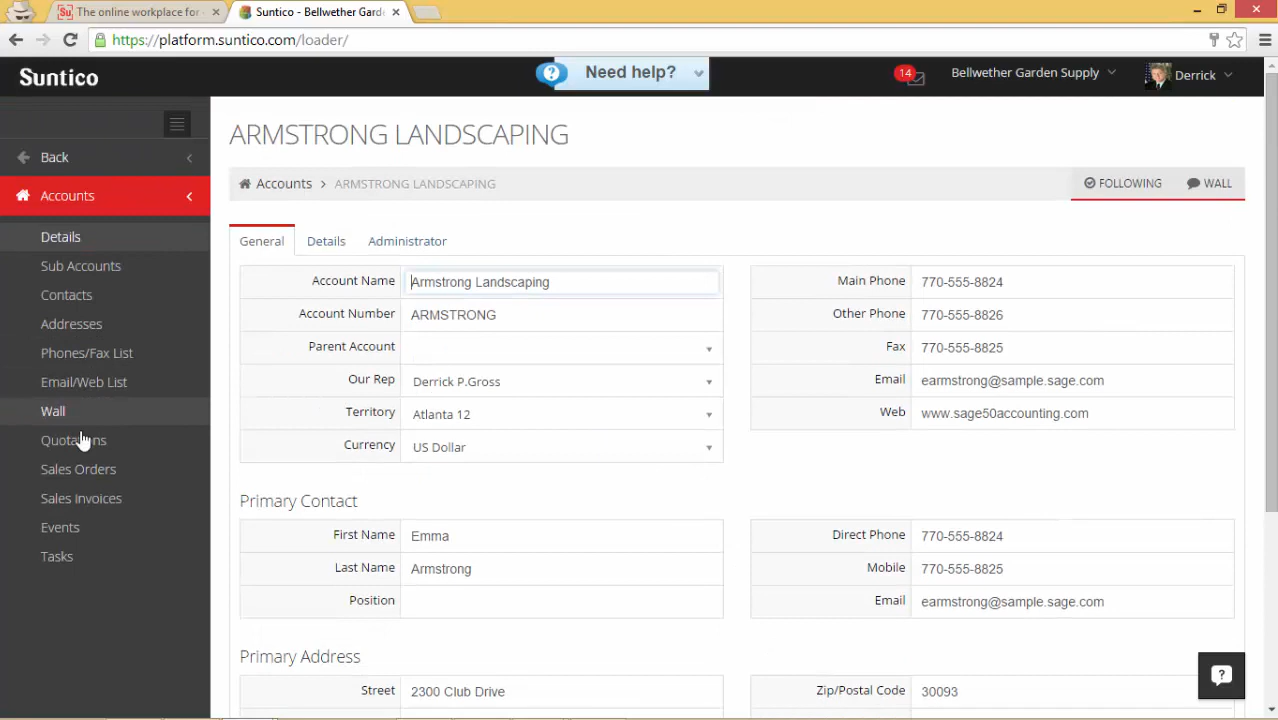 The online workplace for
Suntico - Bellwether Garde
https://platform.suntico.com/loader/
Suntico
Need help?
14
Bellwether Garden Supply
Derrick
Back
Accounts
Details
Sub Accounts
Contacts
Addresses
Phones/Fax List
Email/Web List
Wall
Quotations
Sales Orders
Sales Invoices
Events
Tasks
ARMSTRONG LANDSCAPING
Accounts > ARMSTRONG LANDSCAPING
FOLLOWING WALL
General Details Administrator
Account Name Armstrong Landscaping
Account Number ARMSTRONG
Parent Account
Our Rep Derrick P.Gross
Territory Atlanta 12
Currency US Dollar
Main Phone 770-555-8824
Other Phone 770-555-8826
Fax 770-555-8825
Email earmstrong@sample.sage.com
Web www.sage50accounting.com
Primary Contact
First Name Emma
Last Name Armstrong
Position
Direct Phone 770-555-8824
Mobile 770-555-8825
Email earmstrong@sample.sage.com
Primary Address
Street 2300 Club Drive
Zip/Postal Code 30093